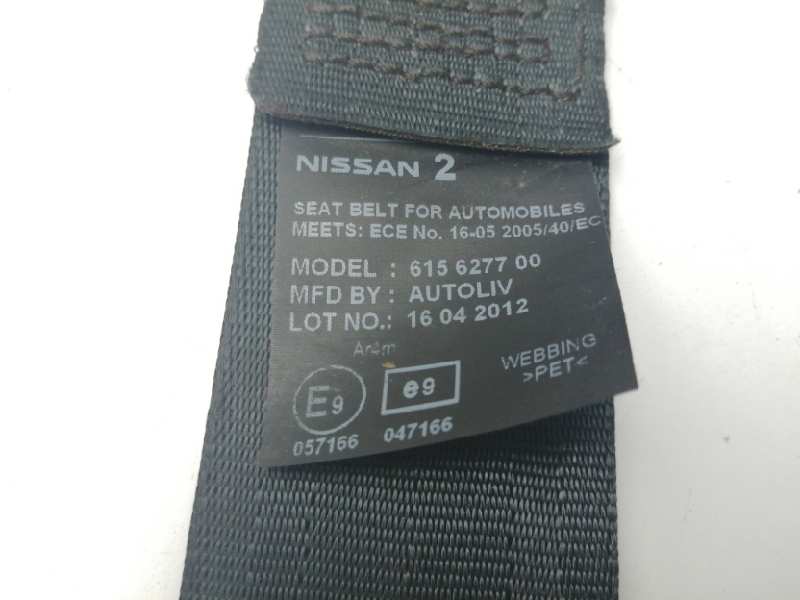 NISSAN 2
SEAT BELT FOR AUTOMOBILES
MEETS: ECE No. 16-05 2005/40/EC
MODEL : 615 6277 00
MFD BY : AUTOLIV
LOT NO.: 16 04 2012
Ar4m
WEBBING
>PET<
E9 e9
057166 047166